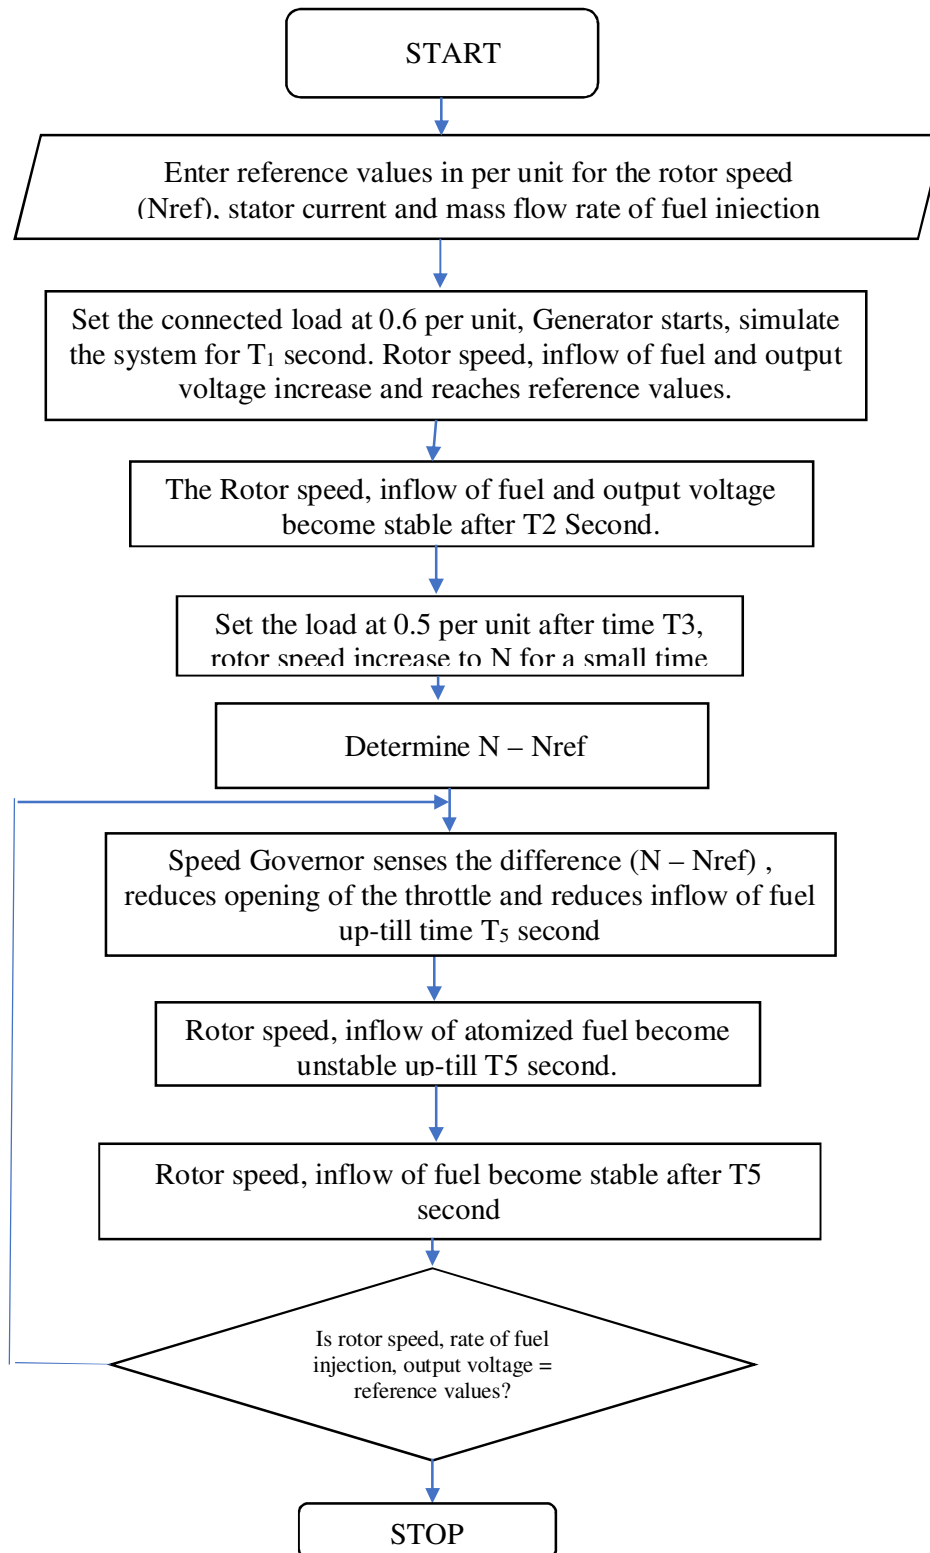 START
Enter reference values in per unit for the rotor speed
(Nref), stator current and mass flow rate of fuel injection
Set the connected load at 0.6 per unit, Generator starts, simulate
the system for T₁ second. Rotor speed, inflow of fuel and output
voltage increase and reaches reference values.
The Rotor speed, inflow of fuel and output voltage
become stable after T2 Second.
Set the load at 0.5 per unit after time T3,
rotor speed increase to N for a small time
Determine N – Nref
Speed Governor senses the difference (N – Nref) ,
reduces opening of the throttle and reduces inflow of fuel
up-till time T₅ second
Rotor speed, inflow of atomized fuel become
unstable up-till T5 second.
Rotor speed, inflow of fuel become stable after T5
second
Is rotor speed, rate of fuel
injection, output voltage =
reference values?
STOP